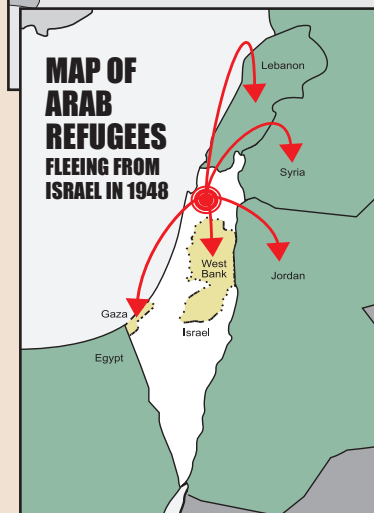 MAP OF
ARAB
REFUGEES
FLEEING FROM
ISRAEL IN 1948
Lebanon
Syria
West
Bank
Jordan
Gaza
Israel
Egypt